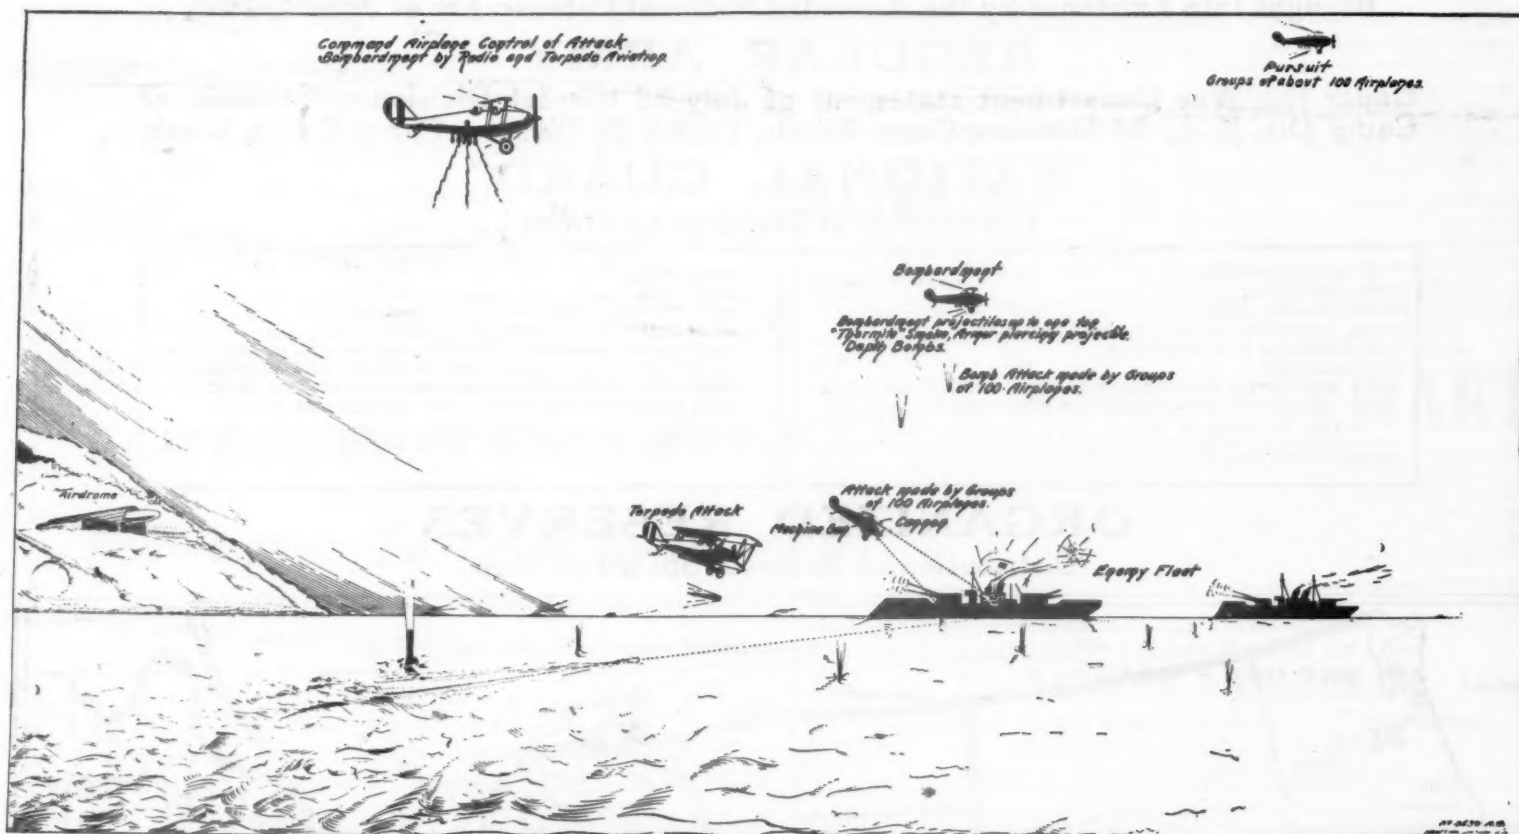 Command Airplane Control of Attack
Bombardment by Radio and Torpedo Aviation
Pursuit
Groups of about 100 Airplanes.
Bombardment
Bombardment projectiles up to one ton
Thermite Smoke, Armor piercing projectile.
Depth Bombs.
Bomb Attack made by Groups
of 100 Airplanes.
Airdrome
Torpedo Attack
Attack made by Groups
of 100 Airplanes.
Machine Gun
Cannon
Enemy Fleet